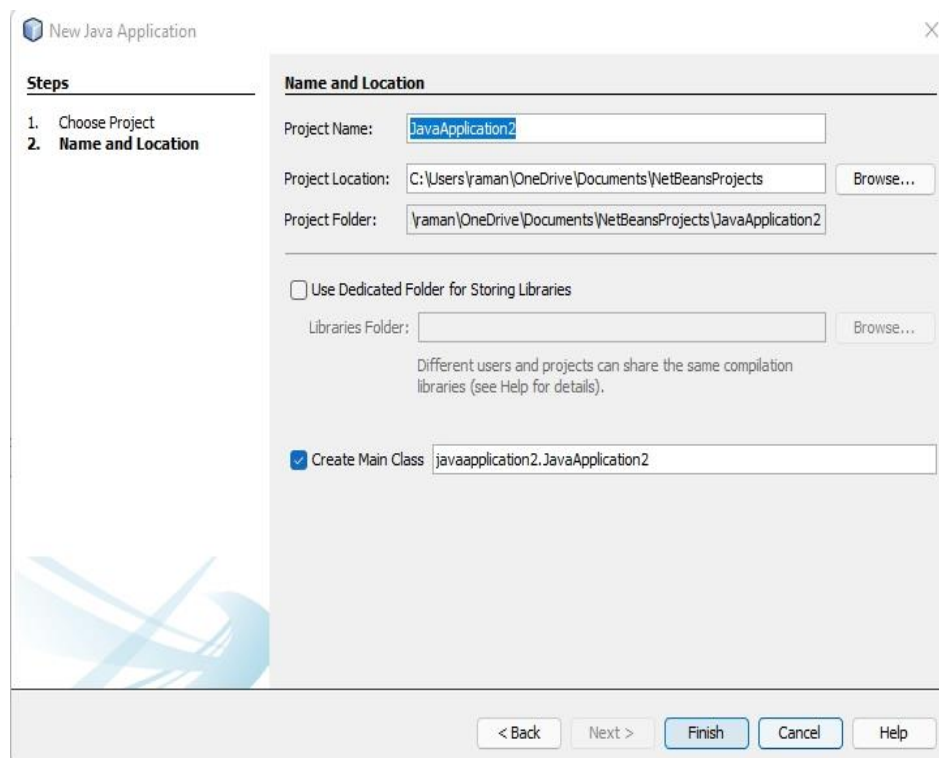 New Java Application
Steps
1. Choose Project
2. Name and Location
Name and Location
Project Name: JavaApplication2
Project Location: C:\Users\raman\OneDrive\Documents\NetBeansProjects Browse...
Project Folder: \raman\OneDrive\Documents\NetBeansProjects\JavaApplication2
Use Dedicated Folder for Storing Libraries
Libraries Folder: Browse...
Different users and projects can share the same compilation
libraries (see Help for details).
Create Main Class javaapplication2.JavaApplication2
< Back Next > Finish Cancel Help